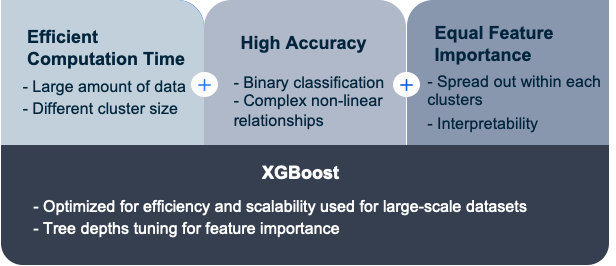 Efficient
Computation Time
- Large amount of data
- Different cluster size
+
High Accuracy
- Binary classification
- Complex non-linear
relationships
+
Equal Feature
Importance
- Spread out within each
clusters
- Interpretability
XGBoost
- Optimized for efficiency and scalability used for large-scale datasets
- Tree depths tuning for feature importance